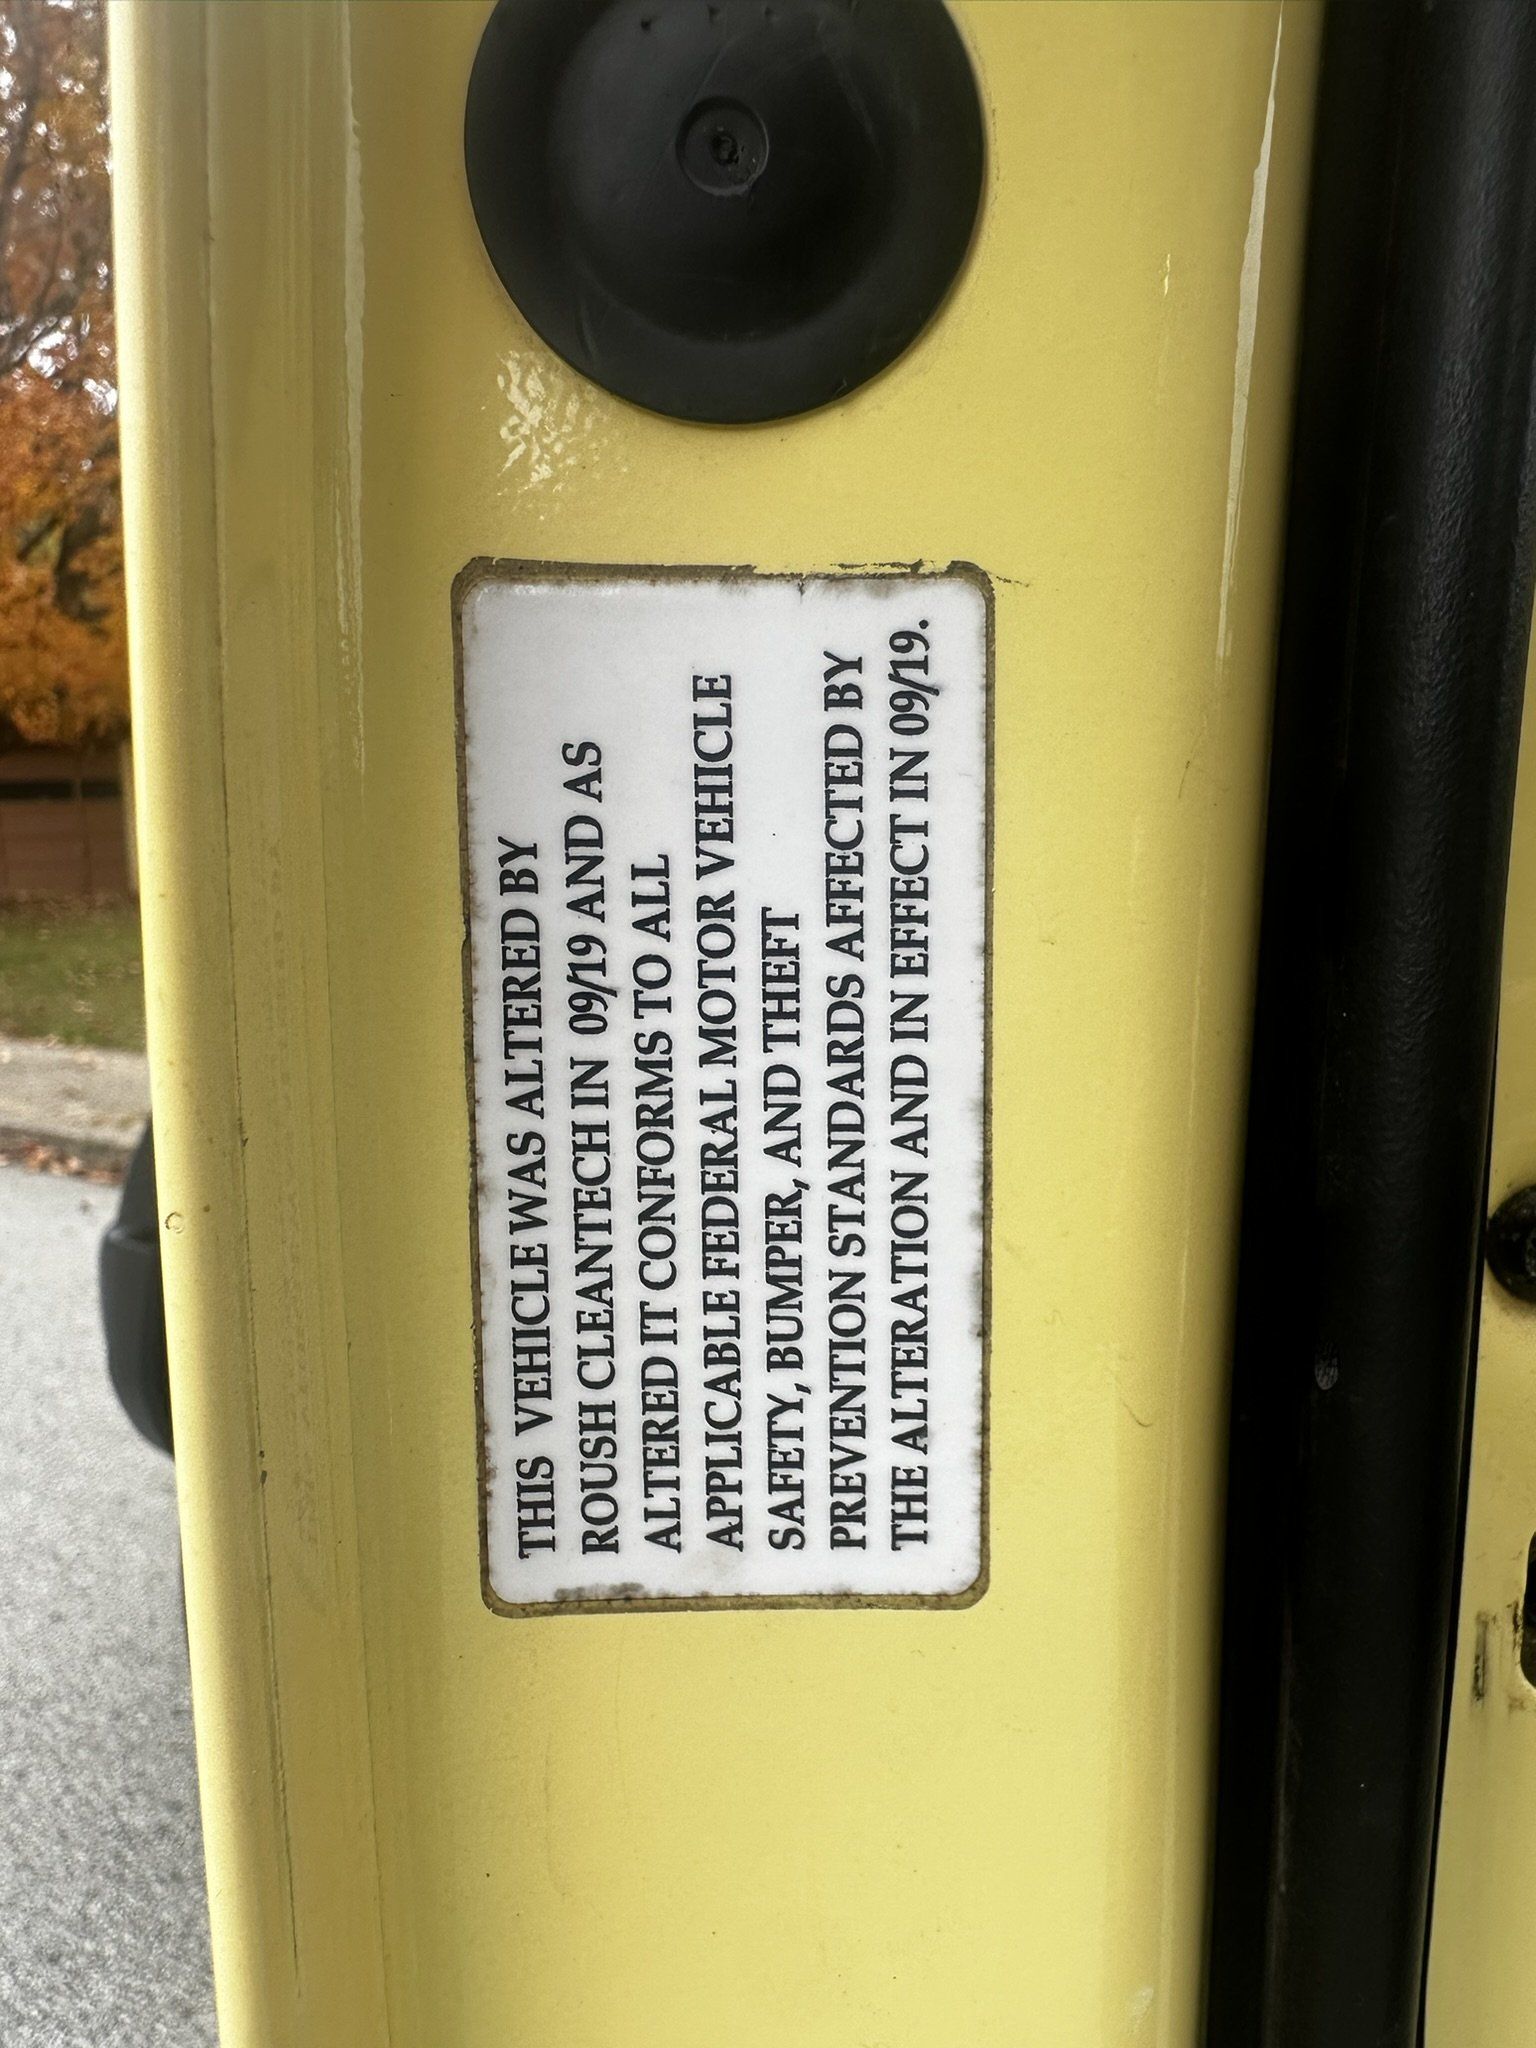 THIS VEHICLE WAS ALTERED BY
ROUSH CLEANTECH IN 09/19 AND AS
ALTERED IT CONFORMS TO ALL
APPLICABLE FEDERAL MOTOR VEHICLE
SAFETY, BUMPER, AND THEFT
PREVENTION STANDARDS AFFECTED BY
THE ALTERATION AND IN EFFECT IN 09/19.